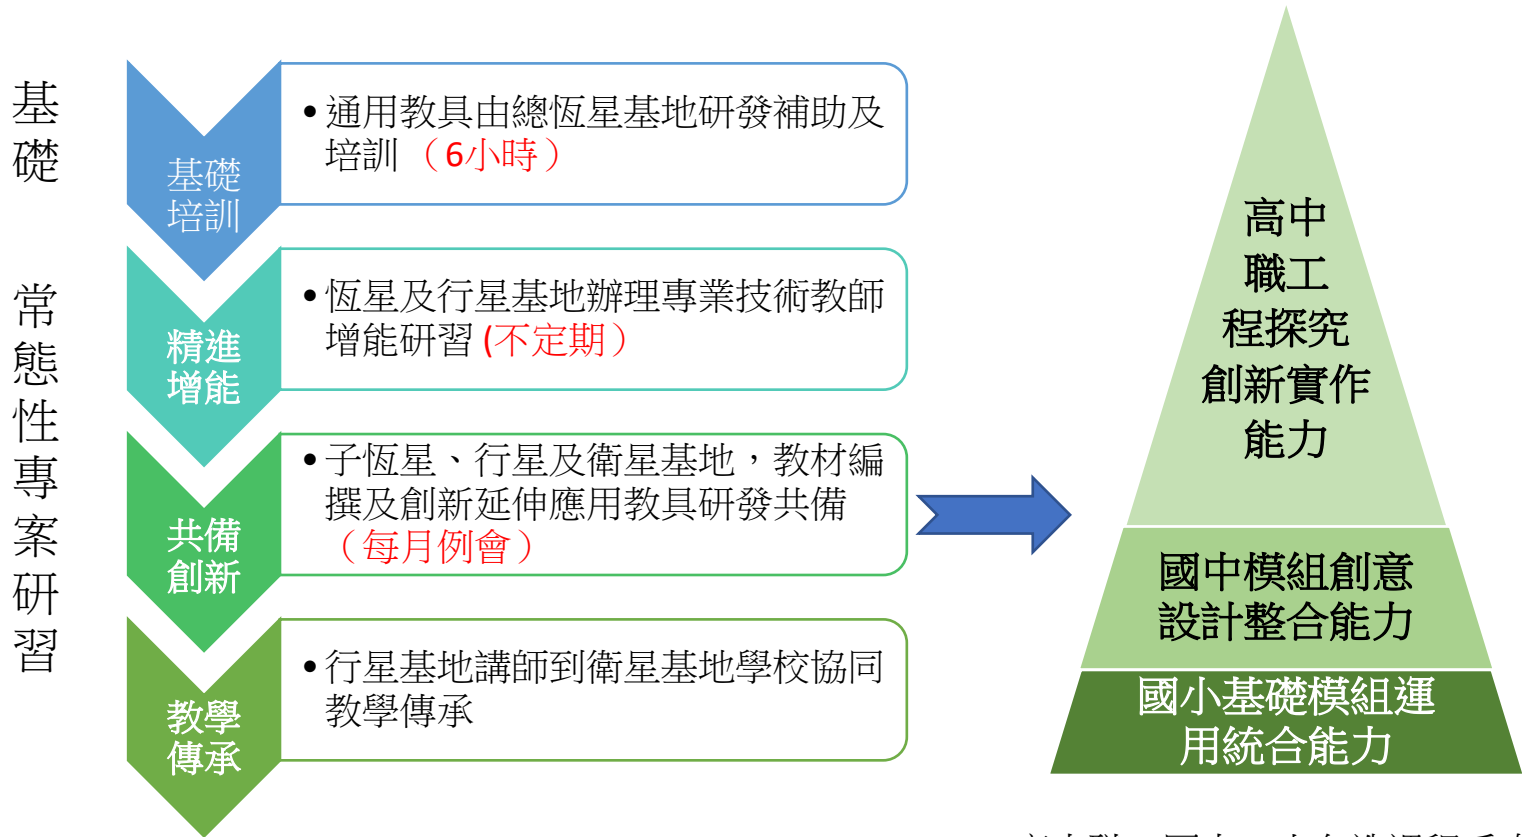 基礎
基礎
培訓
•通用教具由總恆星基地研發補助及
培訓（6小時）
常態性專案研習
精進
增能
•恆星及行星基地辦理專業技術教師
增能研習(不定期）
共備
創新
•子恆星、行星及衛星基地，教材編
撰及創新延伸應用教具研發共備
（每月例會）
教學
傳承
•行星基地講師到衛星基地學校協同
教學傳承
高中
職工
程探究
創新實作
能力
國中模組創意
設計整合能力
國小基礎模組運
用統合能力